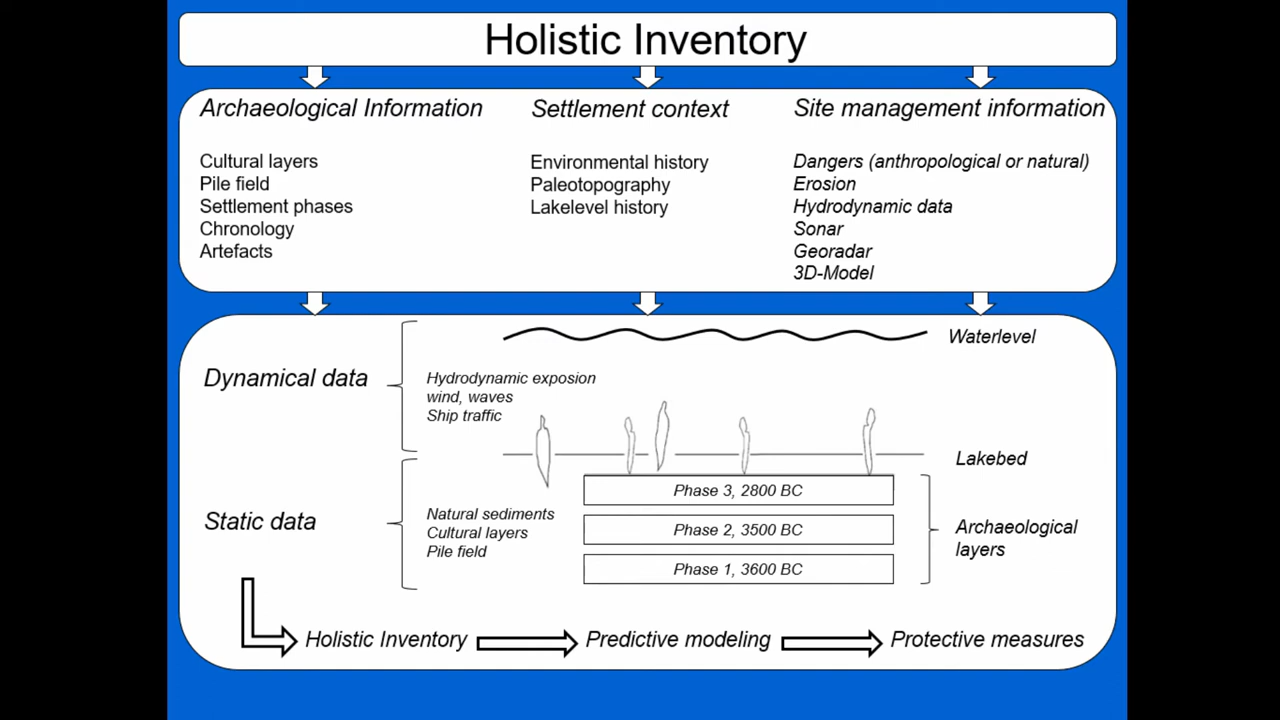 Holistic Inventory
Archaeological Information
Cultural layers
Pile field
Settlement phases
Chronology
Artefacts
Settlement context
Environmental history
Paleotopography
Lakelevel history
Site management information
Dangers (anthropological or natural)
Erosion
Hydrodynamic data
Sonar
Georadar
3D-Model
Waterlevel
Dynamical data
Hydrodynamic exposion
wind, waves
Ship traffic
Lakebed
Static data
Natural sediments
Cultural layers
Pile field
Phase 3, 2800 BC
Phase 2, 3500 BC
Phase 1, 3600 BC
Archaeological
layers
Holistic Inventory
Predictive modeling
Protective measures